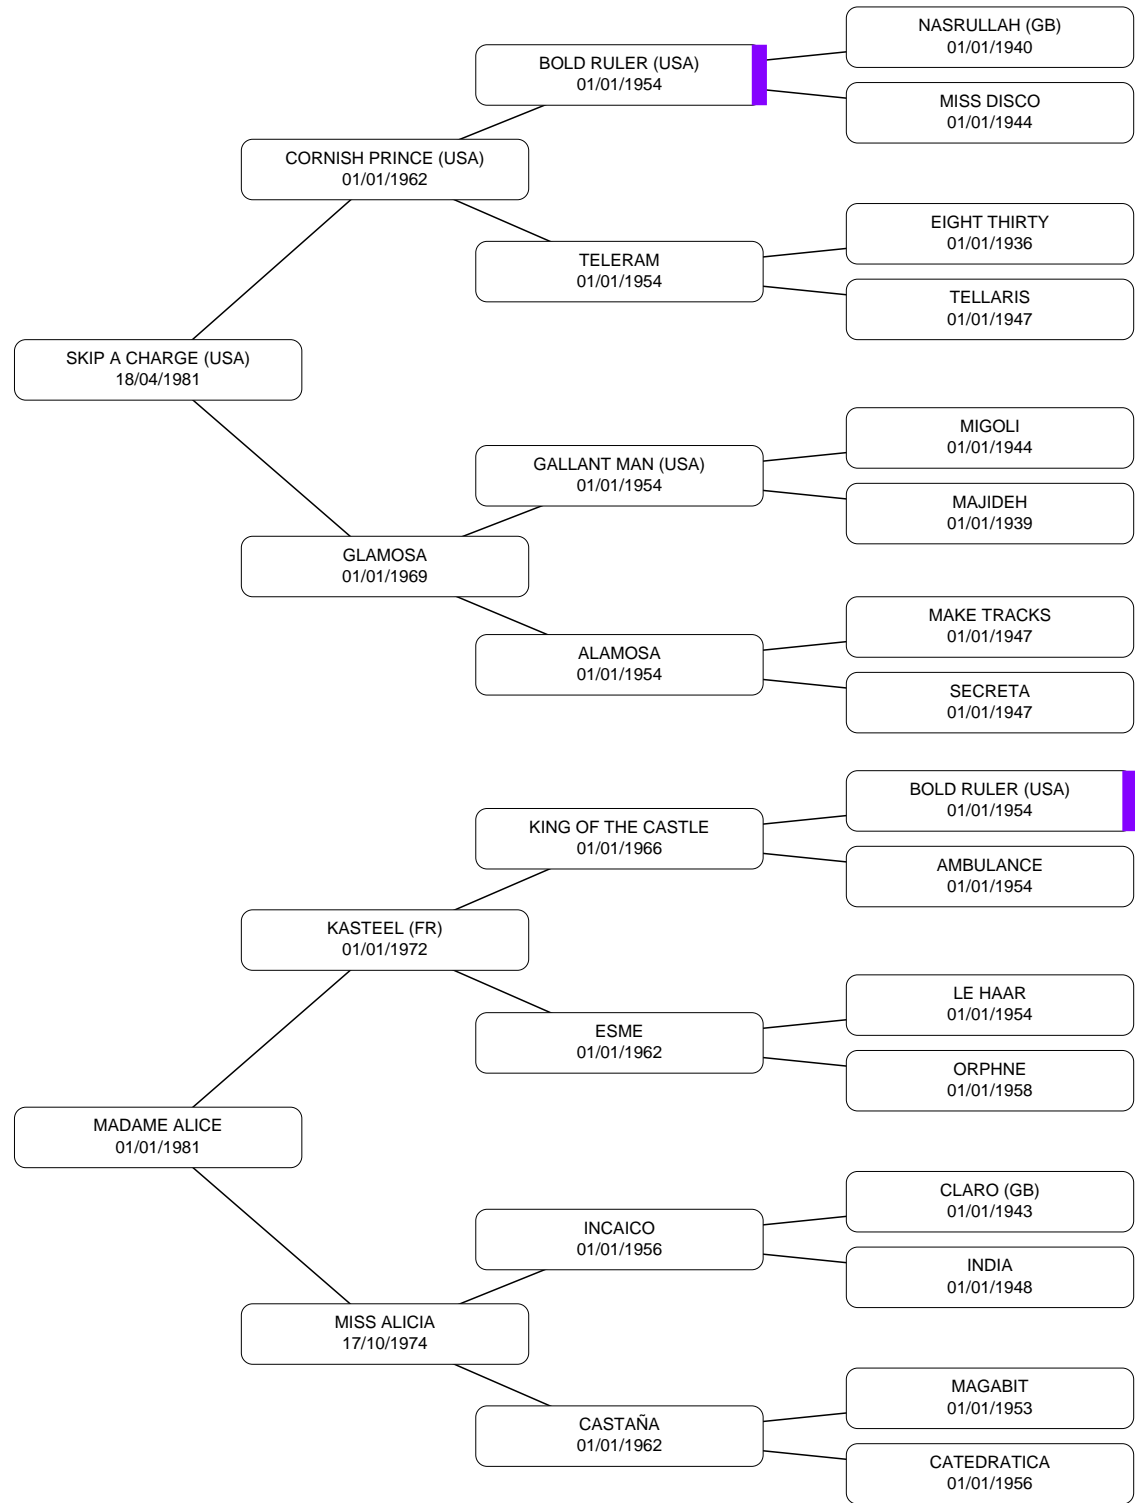 NASRULLAH (GB)
01/01/1940
BOLD RULER (USA)
01/01/1954
MISS DISCO
01/01/1944
CORNISH PRINCE (USA)
01/01/1962
EIGHT THIRTY
01/01/1936
TELERAM
01/01/1954
TELLARIS
01/01/1947
SKIP A CHARGE (USA)
18/04/1981
MIGOLI
01/01/1944
GALLANT MAN (USA)
01/01/1954
MAJIDEH
01/01/1939
GLAMOSA
01/01/1969
MAKE TRACKS
01/01/1947
ALAMOSA
01/01/1954
SECRETA
01/01/1947
BOLD RULER (USA)
01/01/1954
KING OF THE CASTLE
01/01/1966
AMBULANCE
01/01/1954
KASTEEL (FR)
01/01/1972
LE HAAR
01/01/1954
ESME
01/01/1962
ORPHNE
01/01/1958
MADAME ALICE
01/01/1981
CLARO (GB)
01/01/1943
INCAICO
01/01/1956
INDIA
01/01/1948
MISS ALICIA
17/10/1974
MAGABIT
01/01/1953
CASTAÑA
01/01/1962
CATEDRATICA
01/01/1956